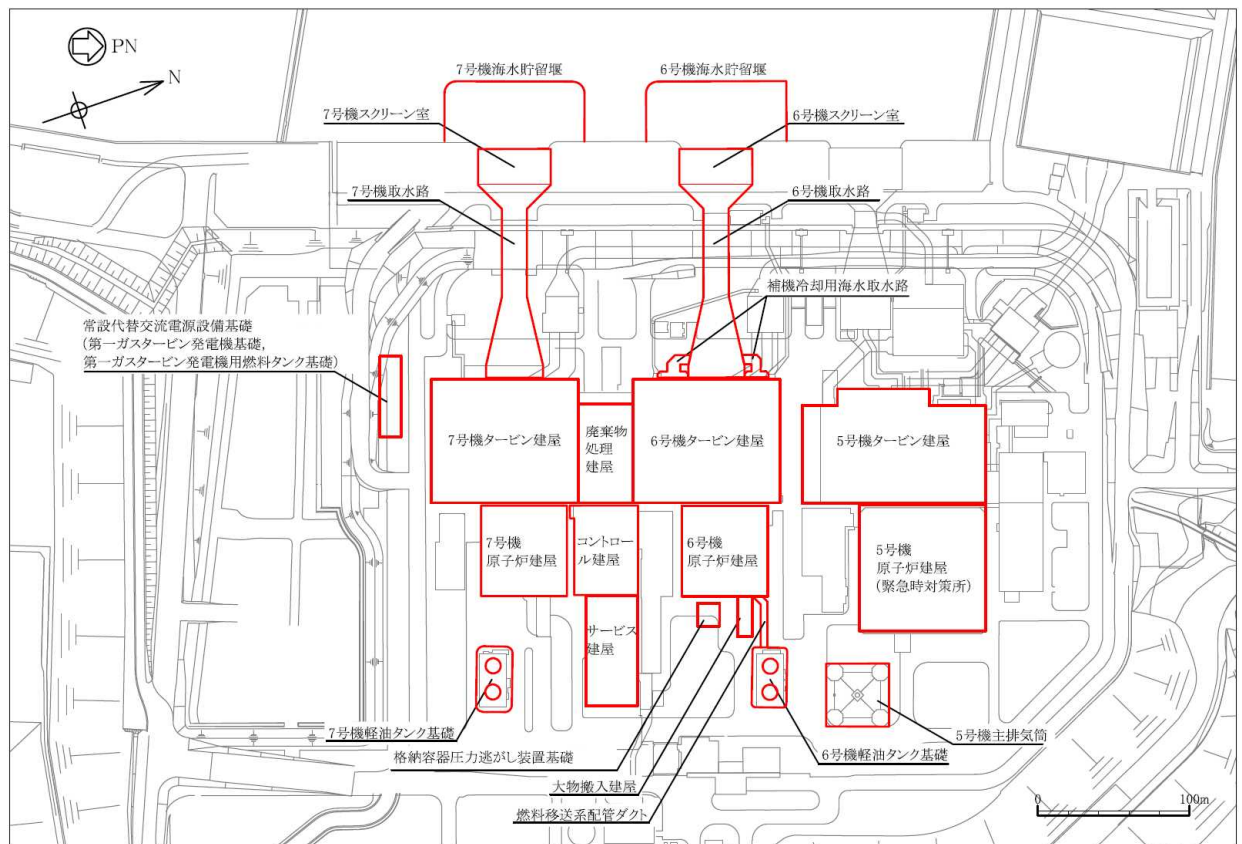 PN
N
7号機海水貯留堰
6号機海水貯留堰
7号機スクリーン室
6号機スクリーン室
7号機取水路
6号機取水路
補機冷却用海水取水路
常設代替交流電源設備基礎
(第一ガスタービン発電機基礎,
第一ガスタービン発電機用燃料タンク基礎)
7号機タービン建屋
廃棄物
処理
建屋
6号機タービン建屋
5号機タービン建屋
7号機
原子炉建屋
コントロー
ル建屋
6号機
原子炉建屋
5号機
原子炉建屋
(緊急時対策所)
サービス
建屋
7号機軽油タンク基礎
格納容器圧力逃がし装置基礎
大物搬入建屋
燃料移送系配管ダクト
6号機軽油タンク基礎
5号機主排気筒
0
100m